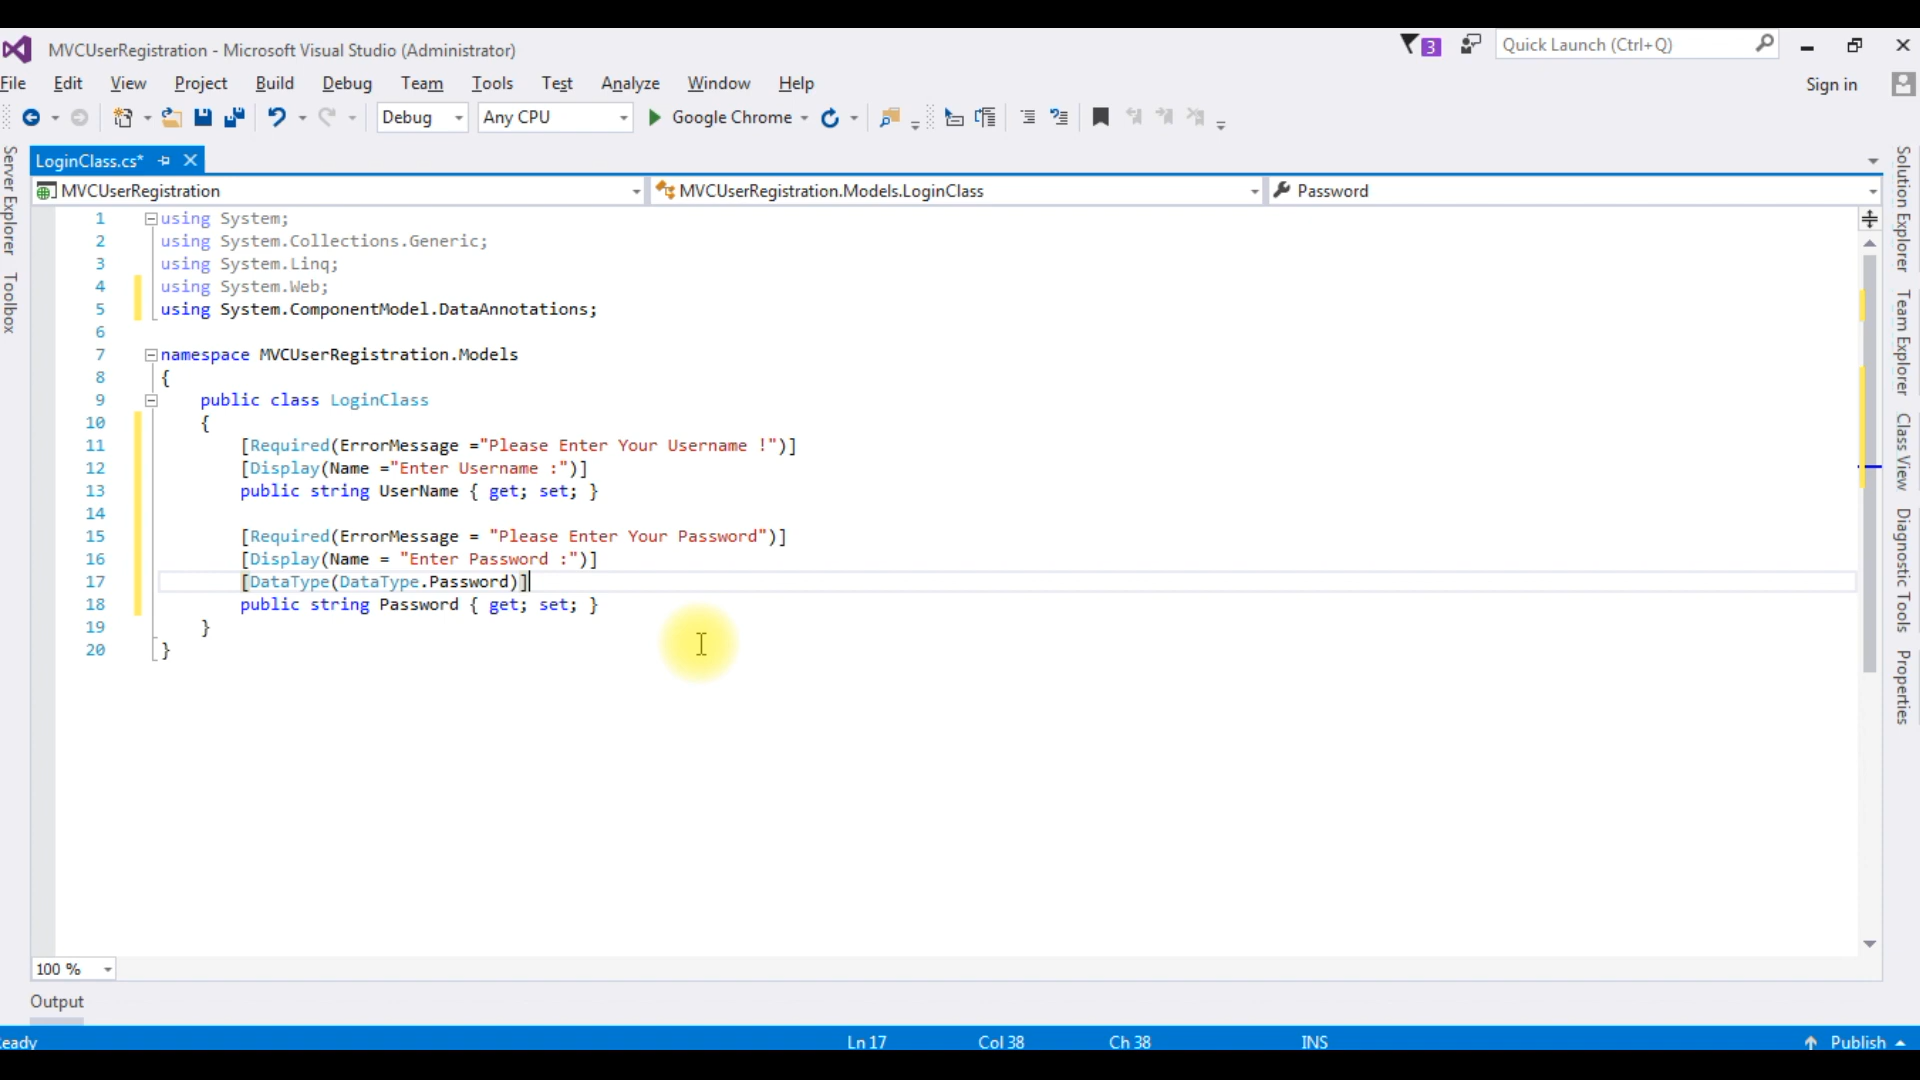 MVCUserRegistration - Microsoft Visual Studio (Administrator)
3
Quick Launch (Ctrl+Q)
File Edit View Project Build Debug Team Tools Test Analyze Window Help
Sign in
Debug
Any CPU
Google Chrome
LoginClass.cs*
MVCUserRegistration
MVCUserRegistration.Models.LoginClass
Password
Server Explorer
Toolbox
1 using System;
2 using System.Collections.Generic;
3 using System.Linq;
4 using System.Web;
5 using System.ComponentModel.DataAnnotations;
6
7 namespace MVCUserRegistration.Models
8 {
9 public class LoginClass
10 {
11 [Required(ErrorMessage ="Please Enter Your Username !")]
12 [Display(Name ="Enter Username :")]
13 public string UserName { get; set; }
14
15 [Required(ErrorMessage = "Please Enter Your Password")]
16 [Display(Name = "Enter Password :")]
17 [DataType(DataType.Password)]
18 public string Password { get; set; }
19 }
20 }
Solution Explorer
Team Explorer
Class View
Diagnostic Tools
Properties
100 %
Output
eady
Ln 17
Col 38
Ch 38
INS
Publish